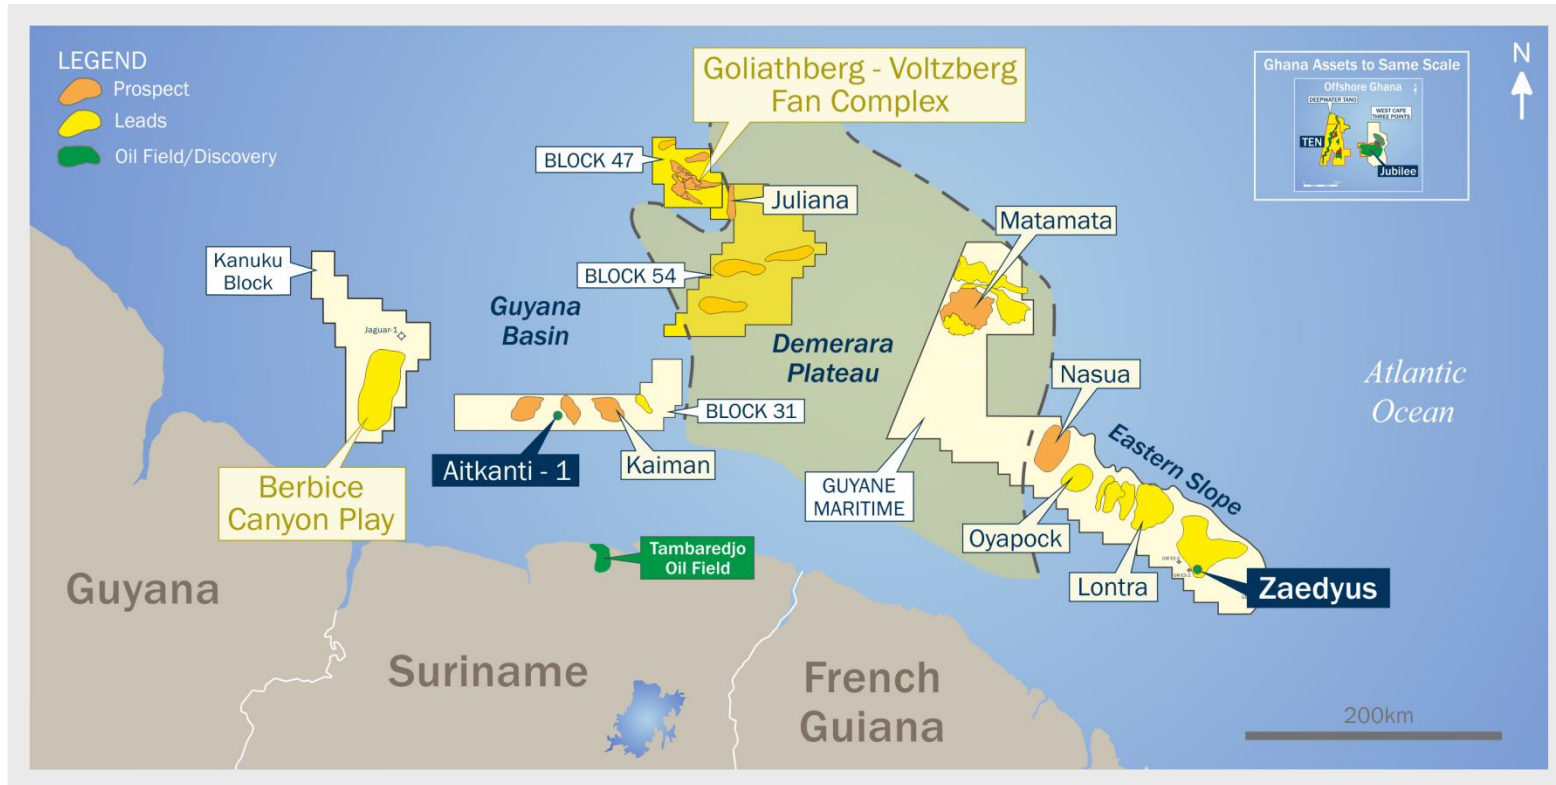 LEGEND
Prospect
Leads
Oil Field/Discovery
Goliathberg - Voltzberg
Fan Complex
Ghana Assets to Same Scale
Offshore Ghana
DEEPWATER TANO
WEST CAPE
THREE POINTS
TEN
Jubilee
N
BLOCK 47
Juliana
Matamata
Kanuku
Block
BLOCK 54
Guyana
Basin
Jaguar-1
Demerara
Plateau
Nasua
Atlantic
Ocean
BLOCK 31
Aitkanti - 1
Kaiman
Eastern Slope
Berbice
Canyon Play
GUYANE
MARITIME
Oyapock
Tambaredjo
Oil Field
Lontra
GM-ES-2
Zaedyus
Guyana
Suriname
French
Guiana
200km